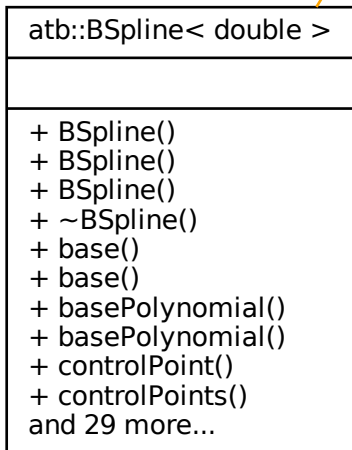 atb::BSpline< double >
+ BSpline()
+ BSpline()
+ BSpline()
+ ~BSpline()
+ base()
+ base()
+ basePolynomial()
+ basePolynomial()
+ controlPoint()
+ controlPoints()
and 29 more...